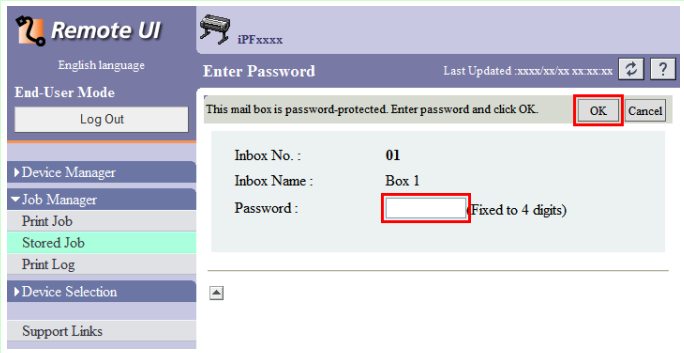 Remote UI
English language
End-User Mode
Log Out
Device Manager
Job Manager
Print Job
Stored Job
Print Log
Device Selection
Support Links
iPFxxxx
Enter Password
Last Updated :xxxx/xx/xx xx:xx:xx
?
This mail box is password-protected. Enter password and click OK.
OK Cancel
Inbox No. : 01
Inbox Name : Box 1
Password : (Fixed to 4 digits)